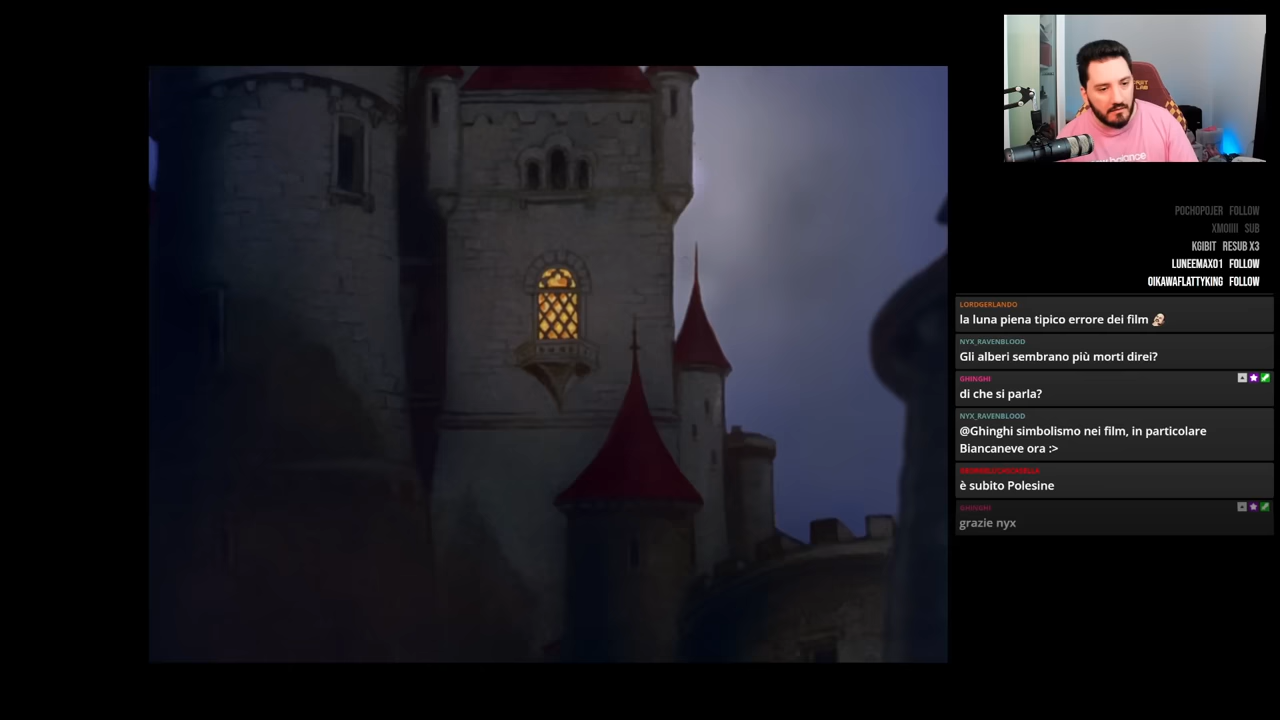 POCHOPOJER FOLLOW
XMOIIII SUB
KGIBIT RESUB X3
LUNEEMAX01 FOLLOW
OIKAWAFLATTYKING FOLLOW
LORDGERLANDO
la luna piena tipico errore dei film
NYX_RAVENBLOOD
Gli alberi sembrano più morti direi?
GHINGHI
di che si parla?
NYX_RAVENBLOOD
@Ghinghi simbolismo nei film, in particolare
Biancaneve ora :>
è subito Polesine
GHINGHI
grazie nyx